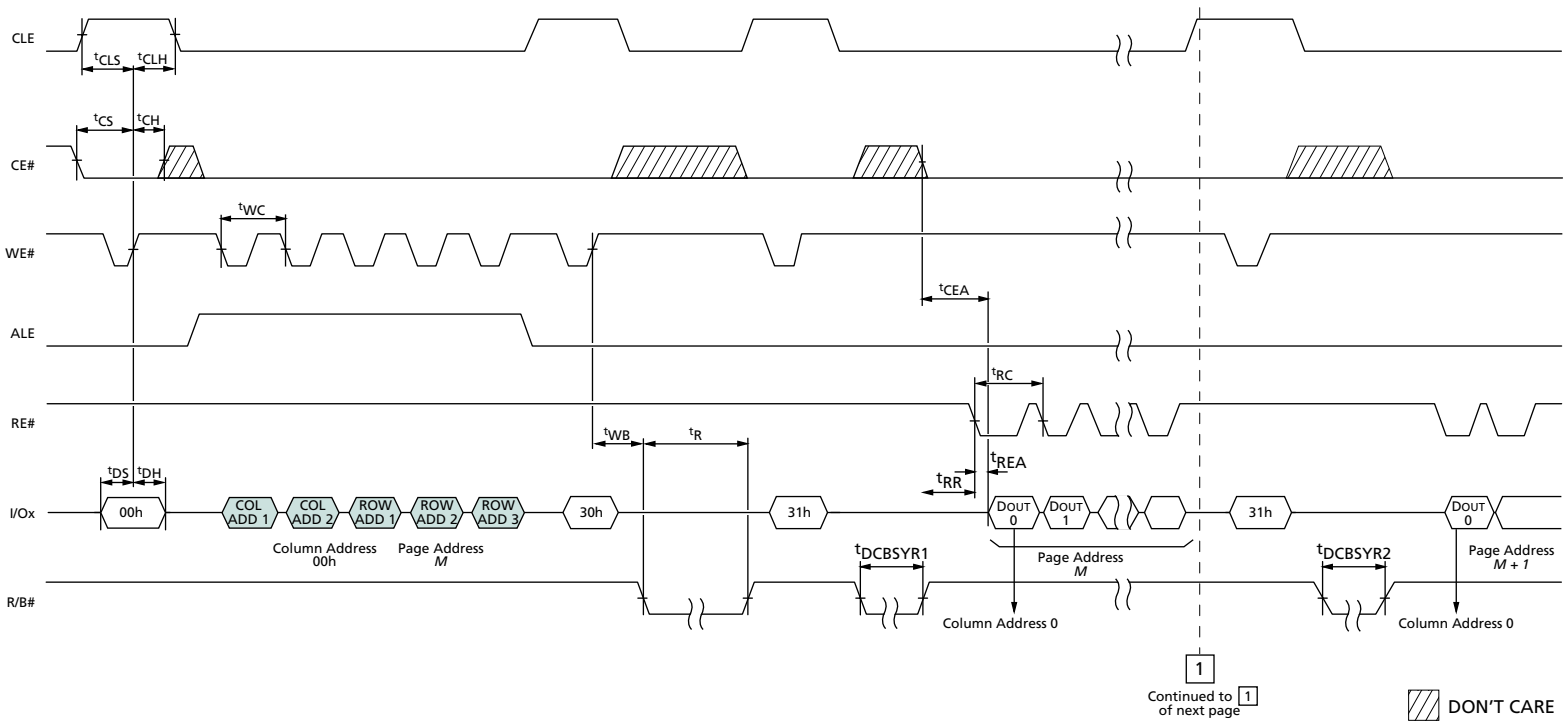 CLE
tCLS
tCLH
tCS
tCH
CE#
tWC
WE#
tCEA
ALE
tRC
RE#
tWB
tR
tREA
tRR
tDS
tDH
I/Ox
00h
COL
ADD 1
COL
ADD 2
ROW
ADD 1
ROW
ADD 2
ROW
ADD 3
30h
31h
DOUT
0
DOUT
1
31h
DOUT
0
Column Address
00h
Page Address
M
Page Address
M
Page Address
M + 1
tDCBSYR1
tDCBSYR2
R/B#
Column Address 0
Column Address 0
1
Continued to 1
of next page
DON'T CARE